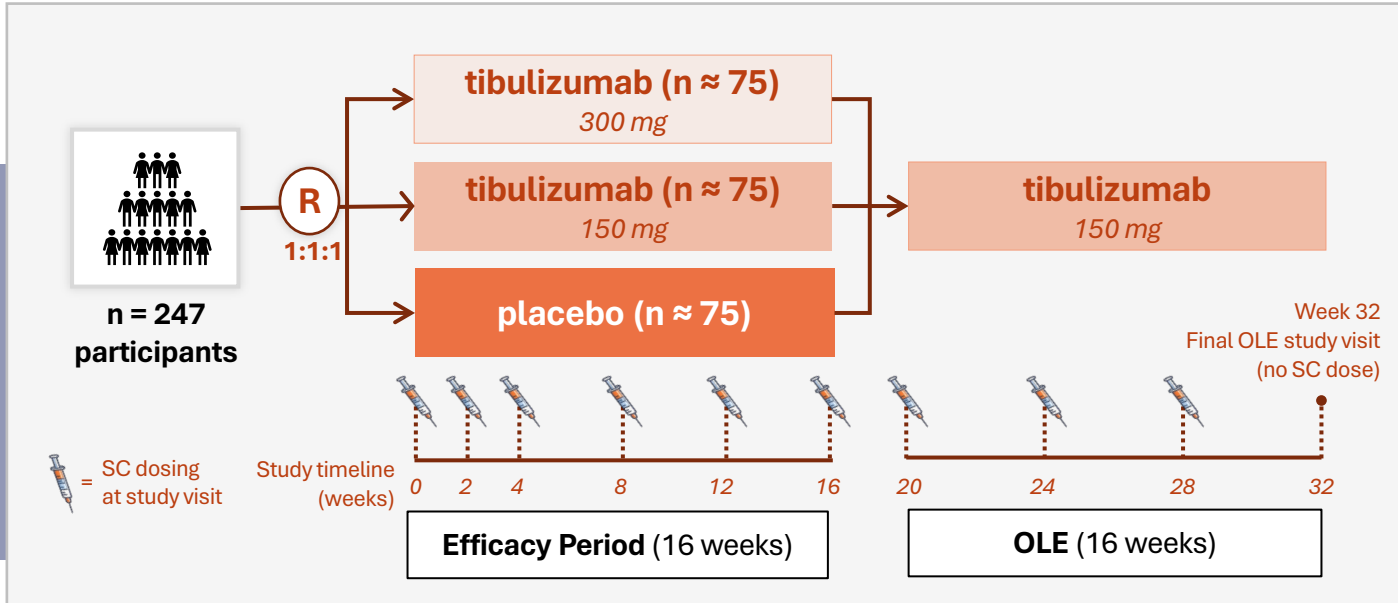 tibulizumab (n ≈ 75)
300 mg
tibulizumab (n ≈ 75)
150 mg
placebo (n ≈ 75)
R
1:1:1
n = 247
participants
tibulizumab
150 mg
Week 32
Final OLE study visit
(no SC dose)
= SC dosing
at study visit
Study timeline
(weeks)
0 2 4 8 12 16 20 24 28 32
Efficacy Period (16 weeks)
OLE (16 weeks)